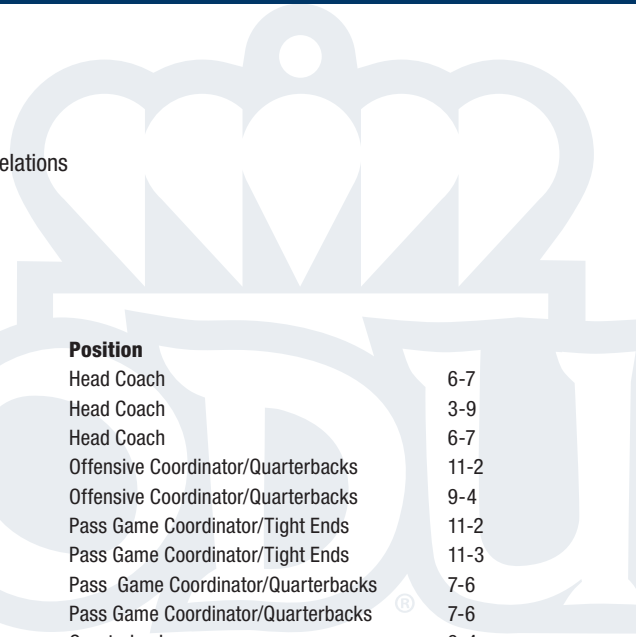 elations
Position
Head Coach 6-7
Head Coach 3-9
Head Coach 6-7
Offensive Coordinator/Quarterbacks 11-2
Offensive Coordinator/Quarterbacks 9-4
Pass Game Coordinator/Tight Ends 11-2
Pass Game Coordinator/Tight Ends 11-3
Pass Game Coordinator/Quarterbacks 7-6
Pass Game Coordinator/Quarterbacks 7-6
ODU
®